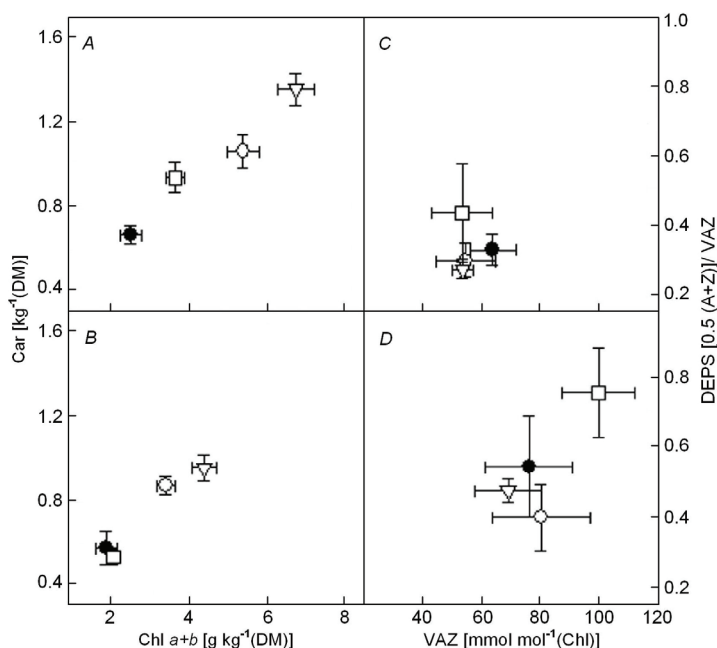 A
1.6
1.2
0.8
0.4
C
1.0
0.8
0.6
0.4
0.2
B
1.6
1.2
0.8
0.4
D
0.8
0.6
0.4
0.2
2 4 6 8
40 60 80 100 120
Car [kg⁻¹(DM)]
DEPS [0.5 (A+Z)]/ VAZ
Chl a+b [g kg⁻¹(DM)]
VAZ [mmol mol⁻¹(Chl)]